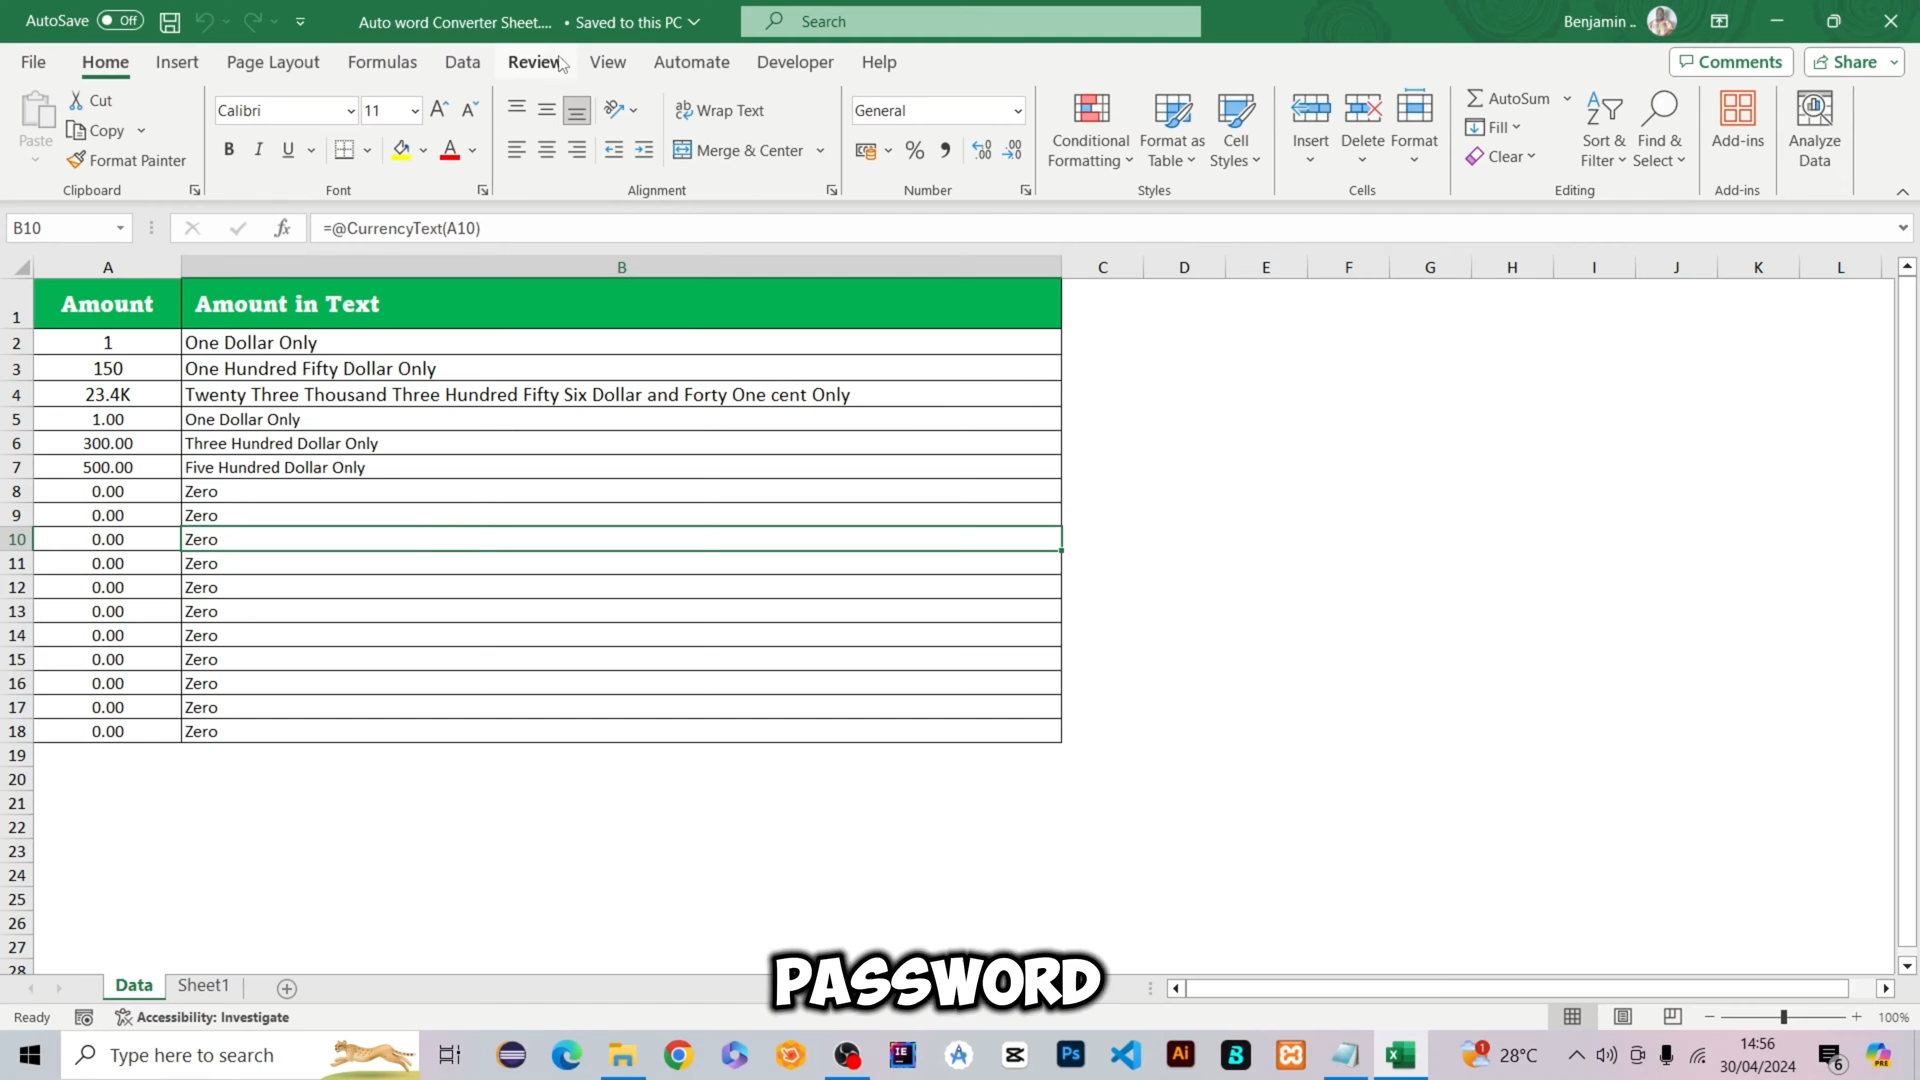 AutoSave Off Auto word Converter Sheet.... • Saved to this PC Search Benjamin ..
File Home Insert Page Layout Formulas Data Review View Automate Developer Help Comments Share
Paste Cut Copy Format Painter Clipboard
Calibri 11 B I U A Font
Wrap Text Merge & Center Alignment
General % Number
Conditional Formatting Format as Table Cell Styles Styles
Insert Delete Format Cells
AutoSum Fill Clear Sort & Filter Find & Select Editing
Add-ins Add-ins
Analyze Data
B10 fx =@CurrencyText(A10)
A B C D E F G H I J K L
1 Amount Amount in Text
2 1 One Dollar Only
3 150 One Hundred Fifty Dollar Only
4 23.4K Twenty Three Thousand Three Hundred Fifty Six Dollar and Forty One cent Only
5 1.00 One Dollar Only
6 300.00 Three Hundred Dollar Only
7 500.00 Five Hundred Dollar Only
8 0.00 Zero
9 0.00 Zero
10 0.00 Zero
11 0.00 Zero
12 0.00 Zero
13 0.00 Zero
14 0.00 Zero
15 0.00 Zero
16 0.00 Zero
17 0.00 Zero
18 0.00 Zero
19
20
21
22
23
24
25
26
27
28
Data Sheet1
PASSWORD
Ready Accessibility: Investigate 100%
Type here to search IE Ps Ai B 28°C 14:56
30/04/2024 6 PRE